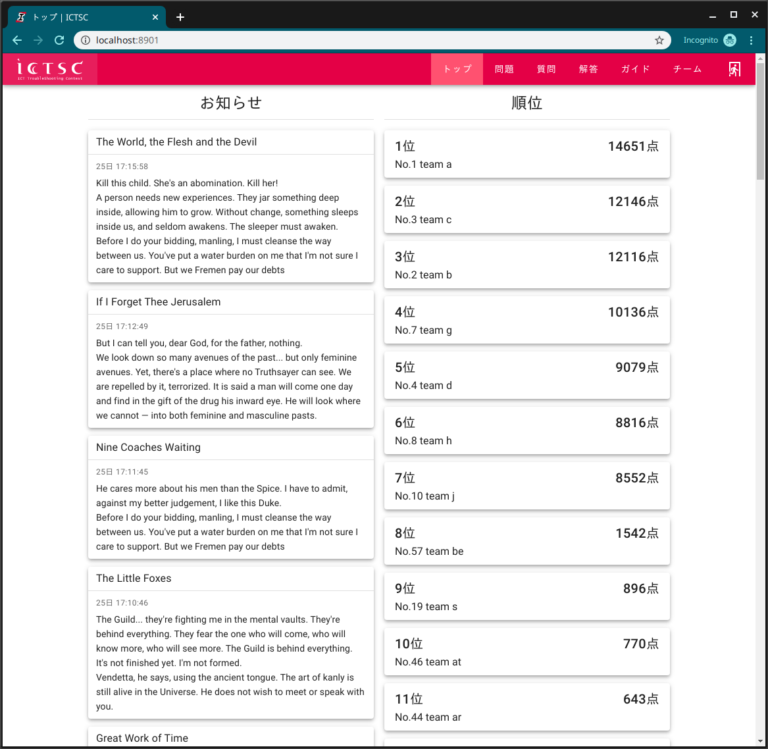 トップ | ICTSC
localhost:8901
Incognito
ICTSC
ICT Troubleshooting Contest
トップ
問題
質問
解答
ガイド
チーム
お知らせ
The World, the Flesh and the Devil
25日 17:15:58
Kill this child. She's an abomination. Kill her!
A person needs new experiences. They jar something deep
inside, allowing him to grow. Without change, something sleeps
inside us, and seldom awakens. The sleeper must awaken.
Before I do your bidding, manling, I must cleanse the way
between us. You've put a water burden on me that I'm not sure I
care to support. But we Fremen pay our debts
If I Forget Thee Jerusalem
25日 17:12:49
But I can tell you, dear God, for the father, nothing.
We look down so many avenues of the past... but only feminine
avenues. Yet, there's a place where no Truthsayer can see. We
are repelled by it, terrorized. It is said a man will come one day
and find in the gift of the drug his inward eye. He will look where
we cannot — into both feminine and masculine pasts.
Nine Coaches Waiting
25日 17:11:45
He cares more about his men than the Spice. I have to admit,
against my better judgement, I like this Duke.
Before I do your bidding, manling, I must cleanse the way
between us. You've put a water burden on me that I'm not sure I
care to support. But we Fremen pay our debts
The Little Foxes
25日 17:10:46
The Guild... they're fighting me in the mental vaults. They're
behind everything. They fear the one who will come, who will
know more, who will see more. The Guild is behind everything.
It's not finished yet. I'm not formed.
Vendetta, he says, using the ancient tongue. The art of kanly is
still alive in the Universe. He does not wish to meet or speak with
you.
Great Work of Time
順位
1位 14651点
No.1 team a
2位 12146点
No.3 team c
3位 12116点
No.2 team b
4位 10136点
No.7 team g
5位 9079点
No.4 team d
6位 8816点
No.8 team h
7位 8552点
No.10 team j
8位 1542点
No.57 team be
9位 896点
No.19 team s
10位 770点
No.46 team at
11位 643点
No.44 team ar